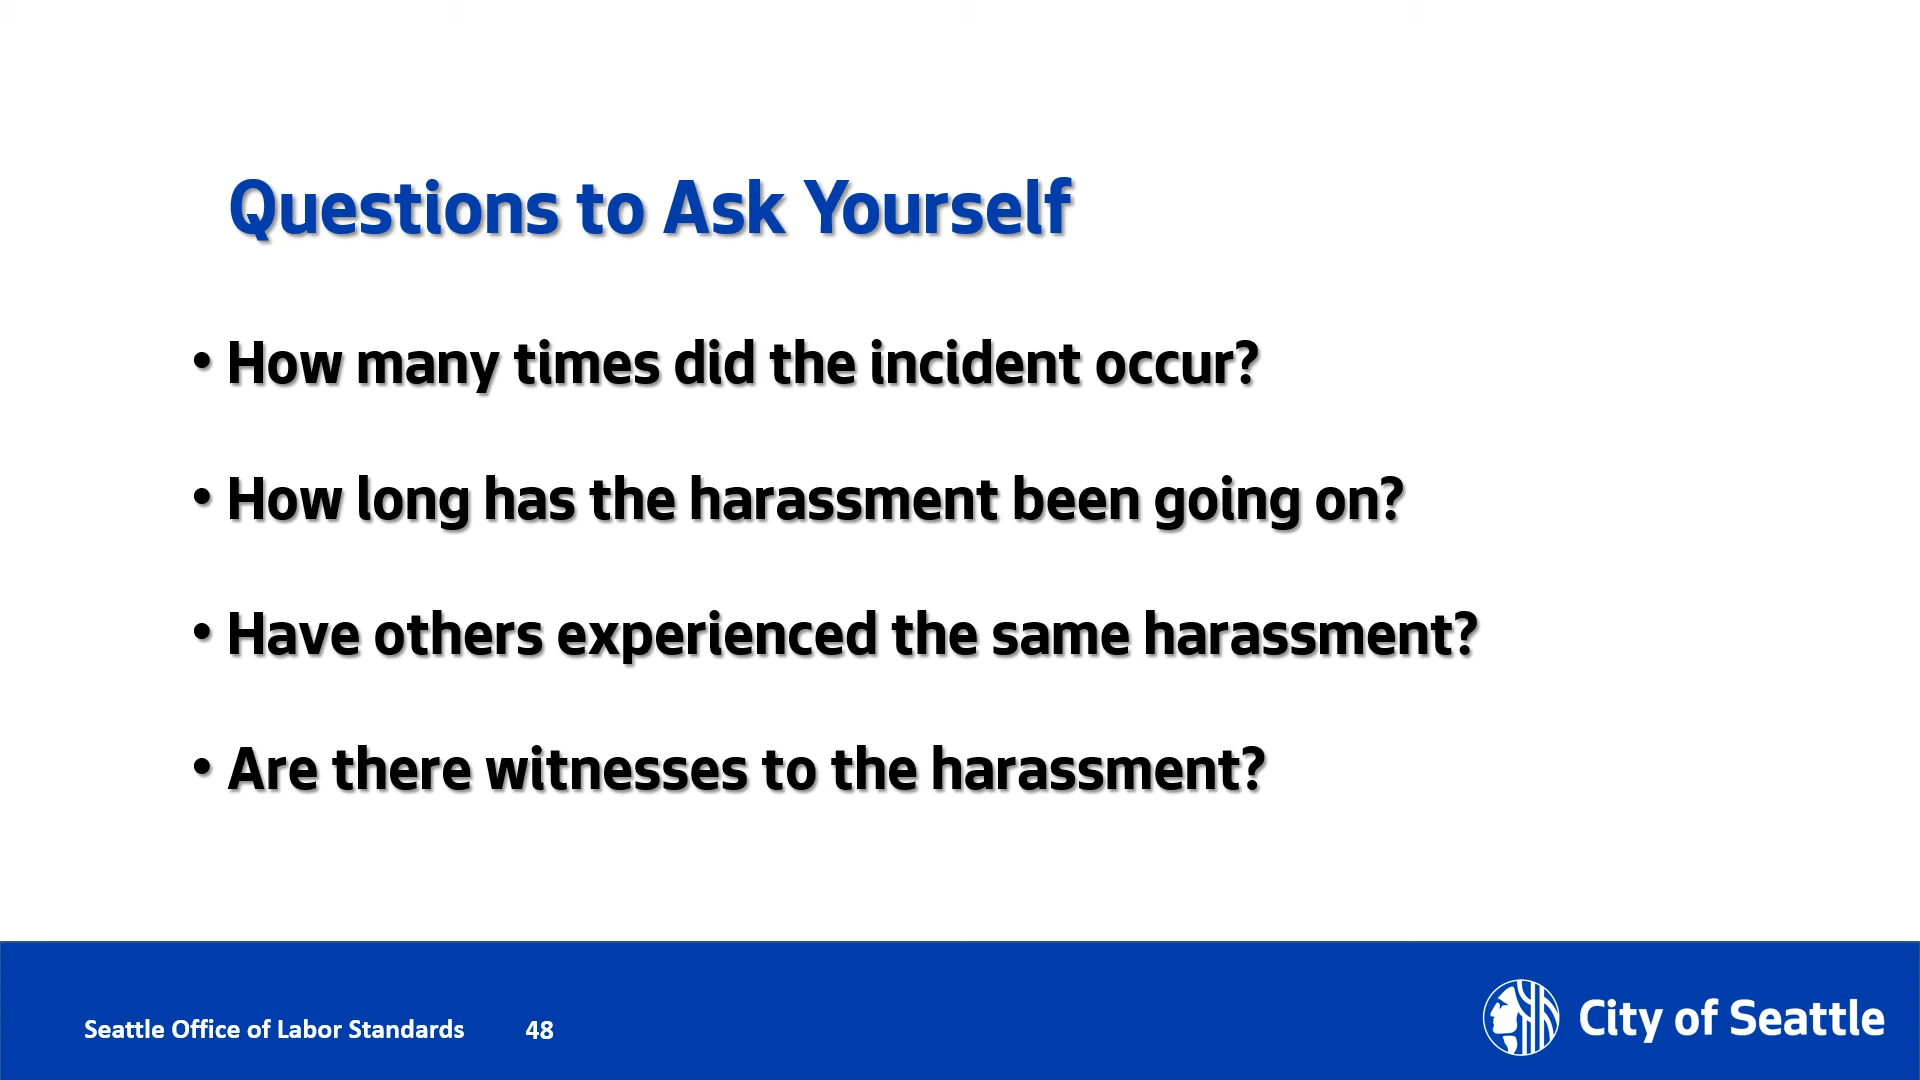 Questions to Ask Yourself
• How many times did the incident occur?
• How long has the harassment been going on?
• Have others experienced the same harassment?
• Are there witnesses to the harassment?
Seattle Office of Labor Standards 48
City of Seattle